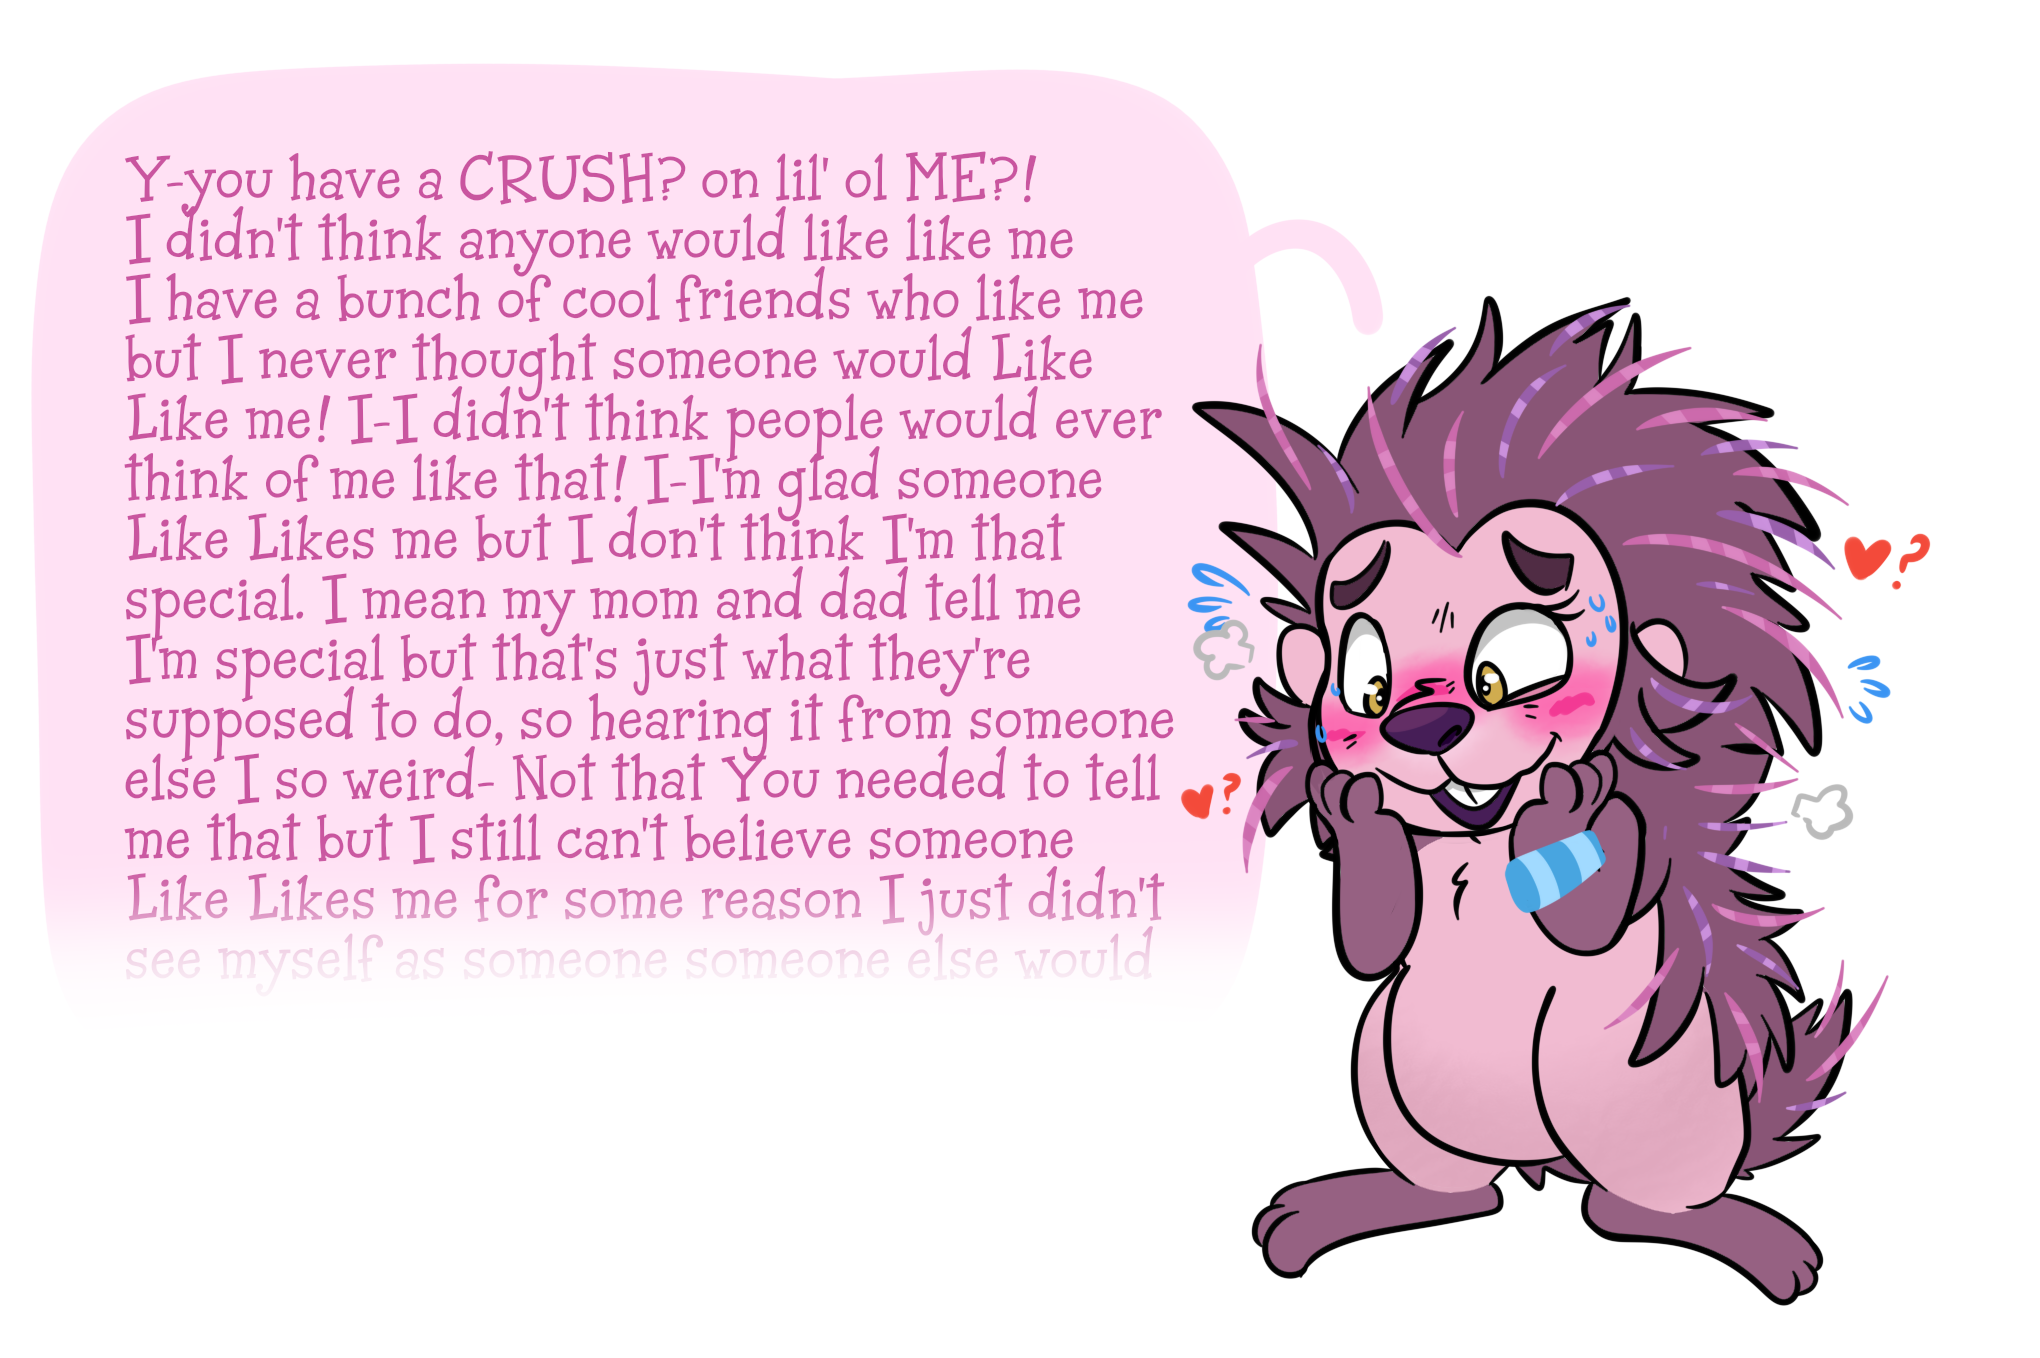 Y-you have a CRUSH? on lil' ol ME?!
I didn't think anyone would like like me
I have a bunch of cool friends who like me
but I never thought someone would Like
Like me! I-I didn't think people would ever
think of me like that! I-I'm glad someone
Like Likes me but I don't think I'm that
special. I mean my mom and dad tell me
I'm special but that's just what they're
supposed to do, so hearing it from someone
else I so weird- Not that You needed to tell
me that but I still can't believe someone
Like Likes me for some reason I just didn't
see myself as someone someone else would
♥?
♥?